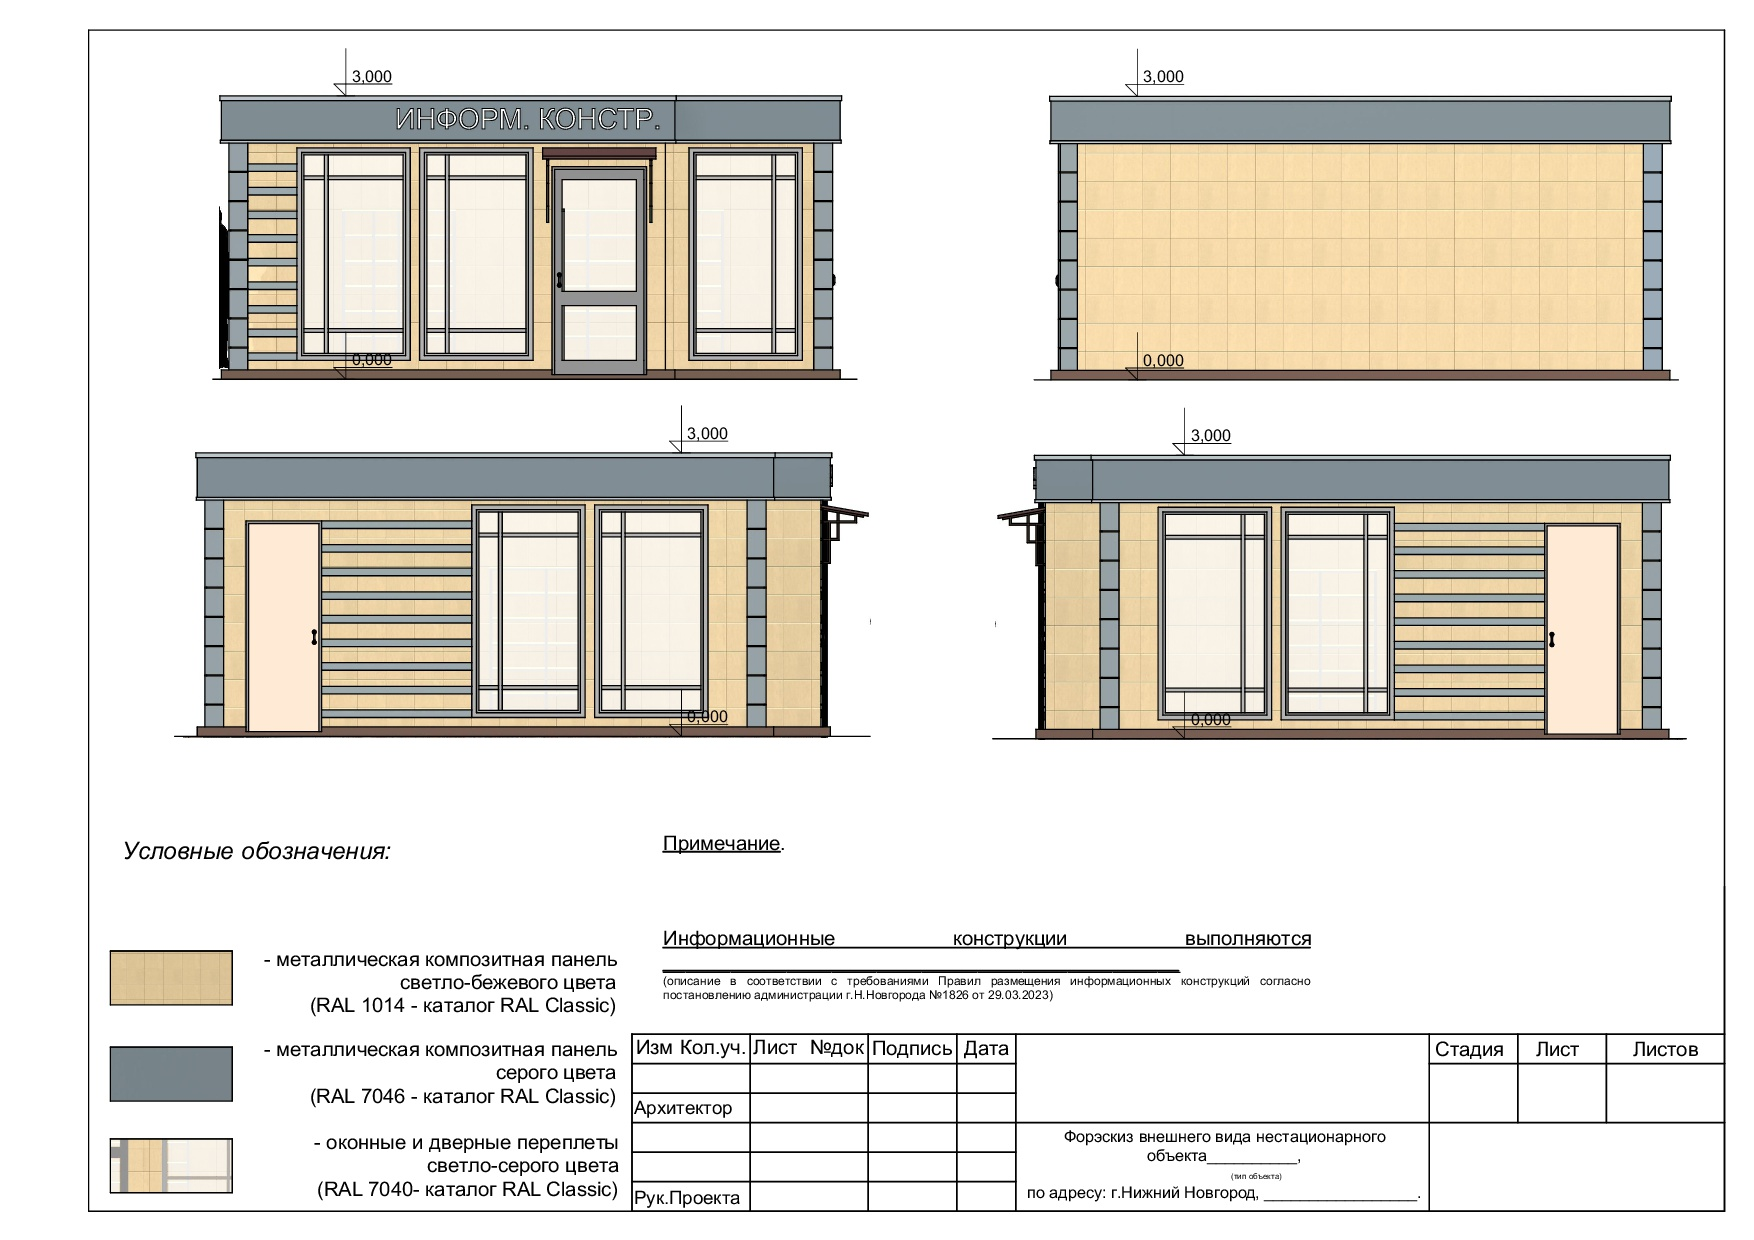 3,000
3,000
ИНФОРМ. КОНСТР.
0,000
0,000
3,000
3,000
0,000
0,000
Условные обозначения:
Примечание.
Информационные конструкции выполняются
(описание в соответствии с требованиями Правил размещения информационных конструкций согласно
постановлению администрации г.Н.Новгорода №1826 от 29.03.2023)
- металлическая композитная панель
светло-бежевого цвета
(RAL 1014 - каталог RAL Classic)
- металлическая композитная панель
серого цвета
(RAL 7046 - каталог RAL Classic)
- оконные и дверные переплеты
светло-серого цвета
(RAL 7040- каталог RAL Classic)
Изм Кол.уч. Лист №док Подпись Дата
Стадия Лист Листов
Архитектор
Рук.Проекта
Форэскиз внешнего вида нестационарного
объекта___________,
(тип объекта)
по адресу: г.Нижний Новгород, __________________.